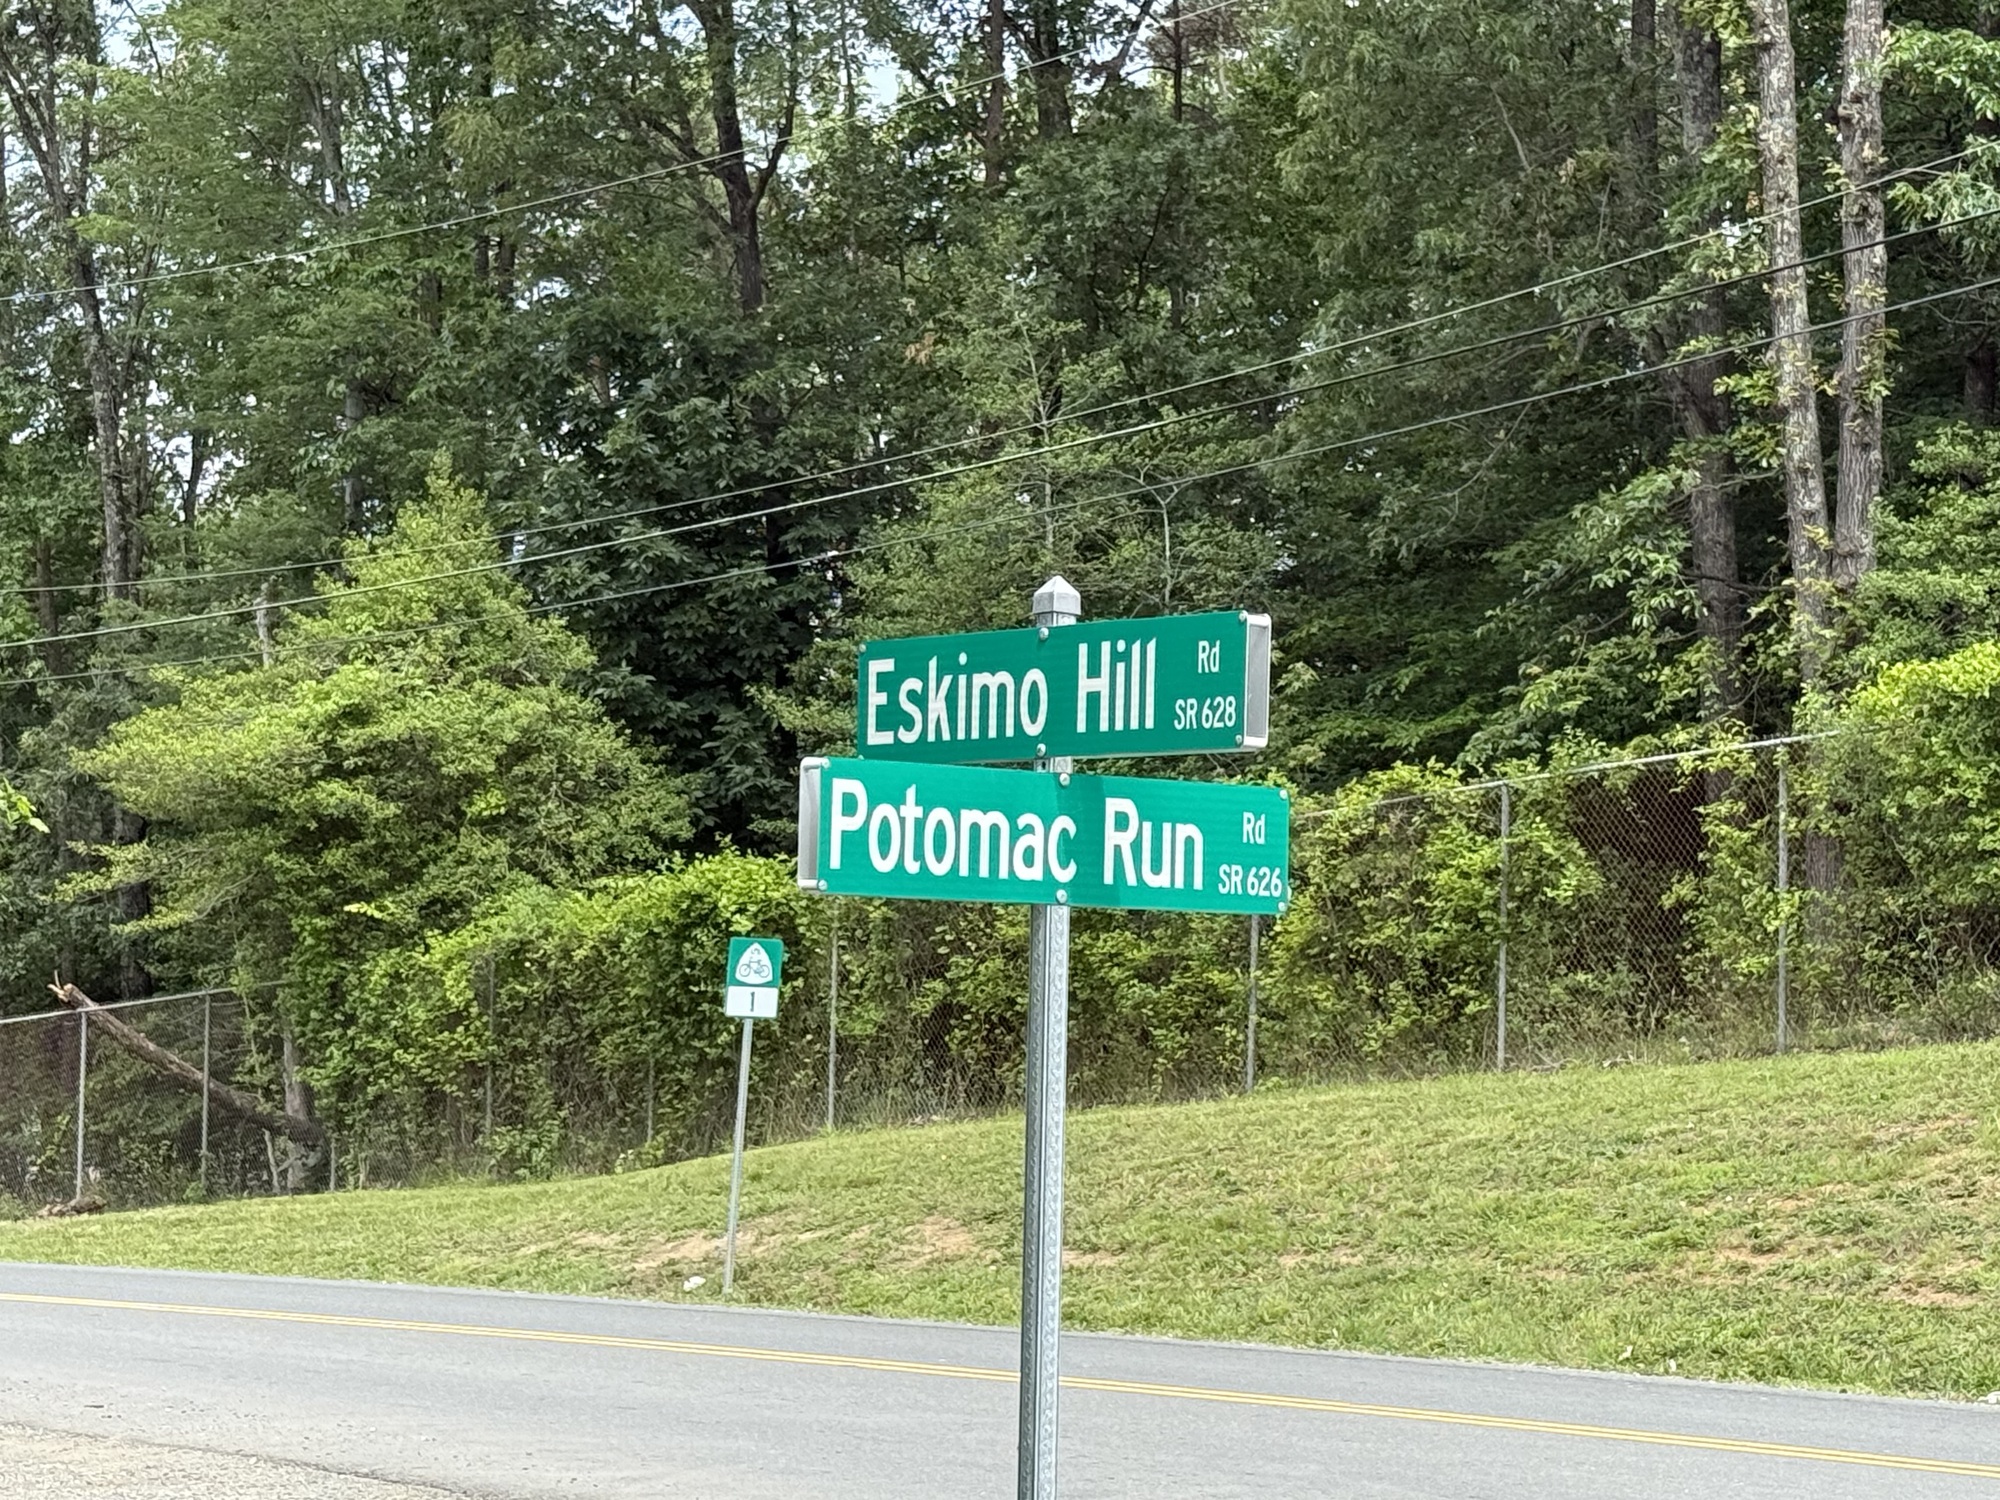 Eskimo Hill Rd
SR 628
Potomac Run Rd
SR 626
1